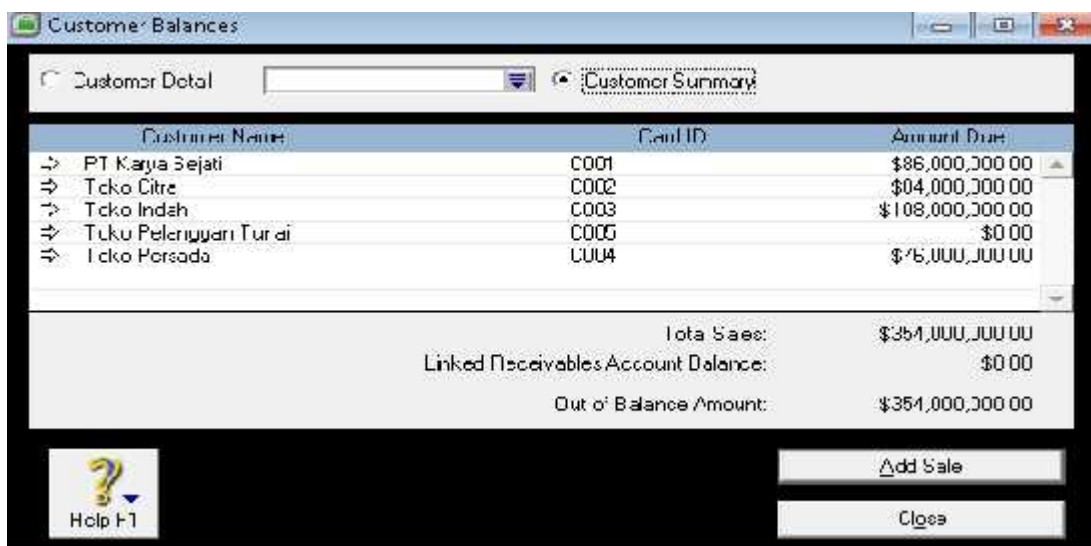 Customer Balances
Customer Detail Customer Summary
Customer Name Card ID Amount Due
PT Karya Sejati C001 $86,000,000.00
Toko Citra C002 $84,000,000.00
Toko Indah C003 $108,000,000.00
Toko Pelanggan Tunai C005 $0.00
Toko Persada C004 $76,000,000.00
Total Sales: $354,000,000.00
Linked Receivables Account Balance: $0.00
Out of Balance Amount: $354,000,000.00
Add Sale
Help F1
Close